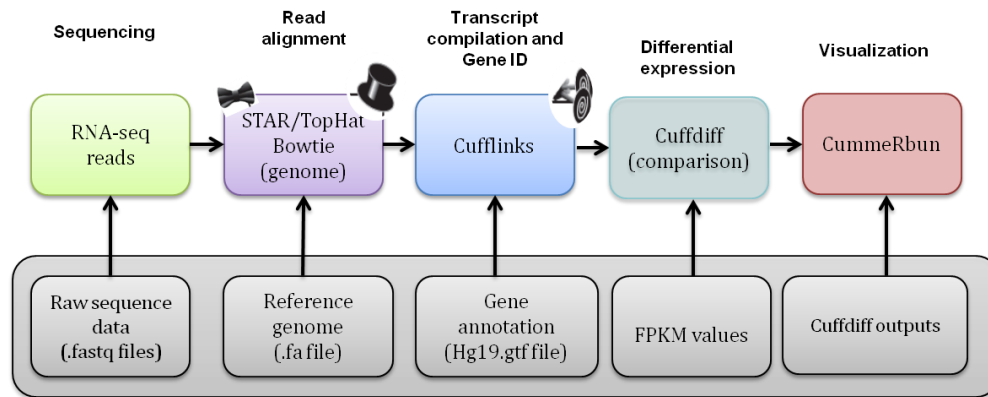 Sequencing
Read
alignment
Transcript
compilation and
Gene ID
Differential
expression
Visualization
RNA-seq
reads
STAR/TopHat
Bowtie
(genome)
Cufflinks
Cuffdiff
(comparison)
CummeRbun
Raw sequence
data
(.fastq files)
Reference
genome
(.fa file)
Gene
annotation
(Hg19.gtf file)
FPKM values
Cuffdiff outputs